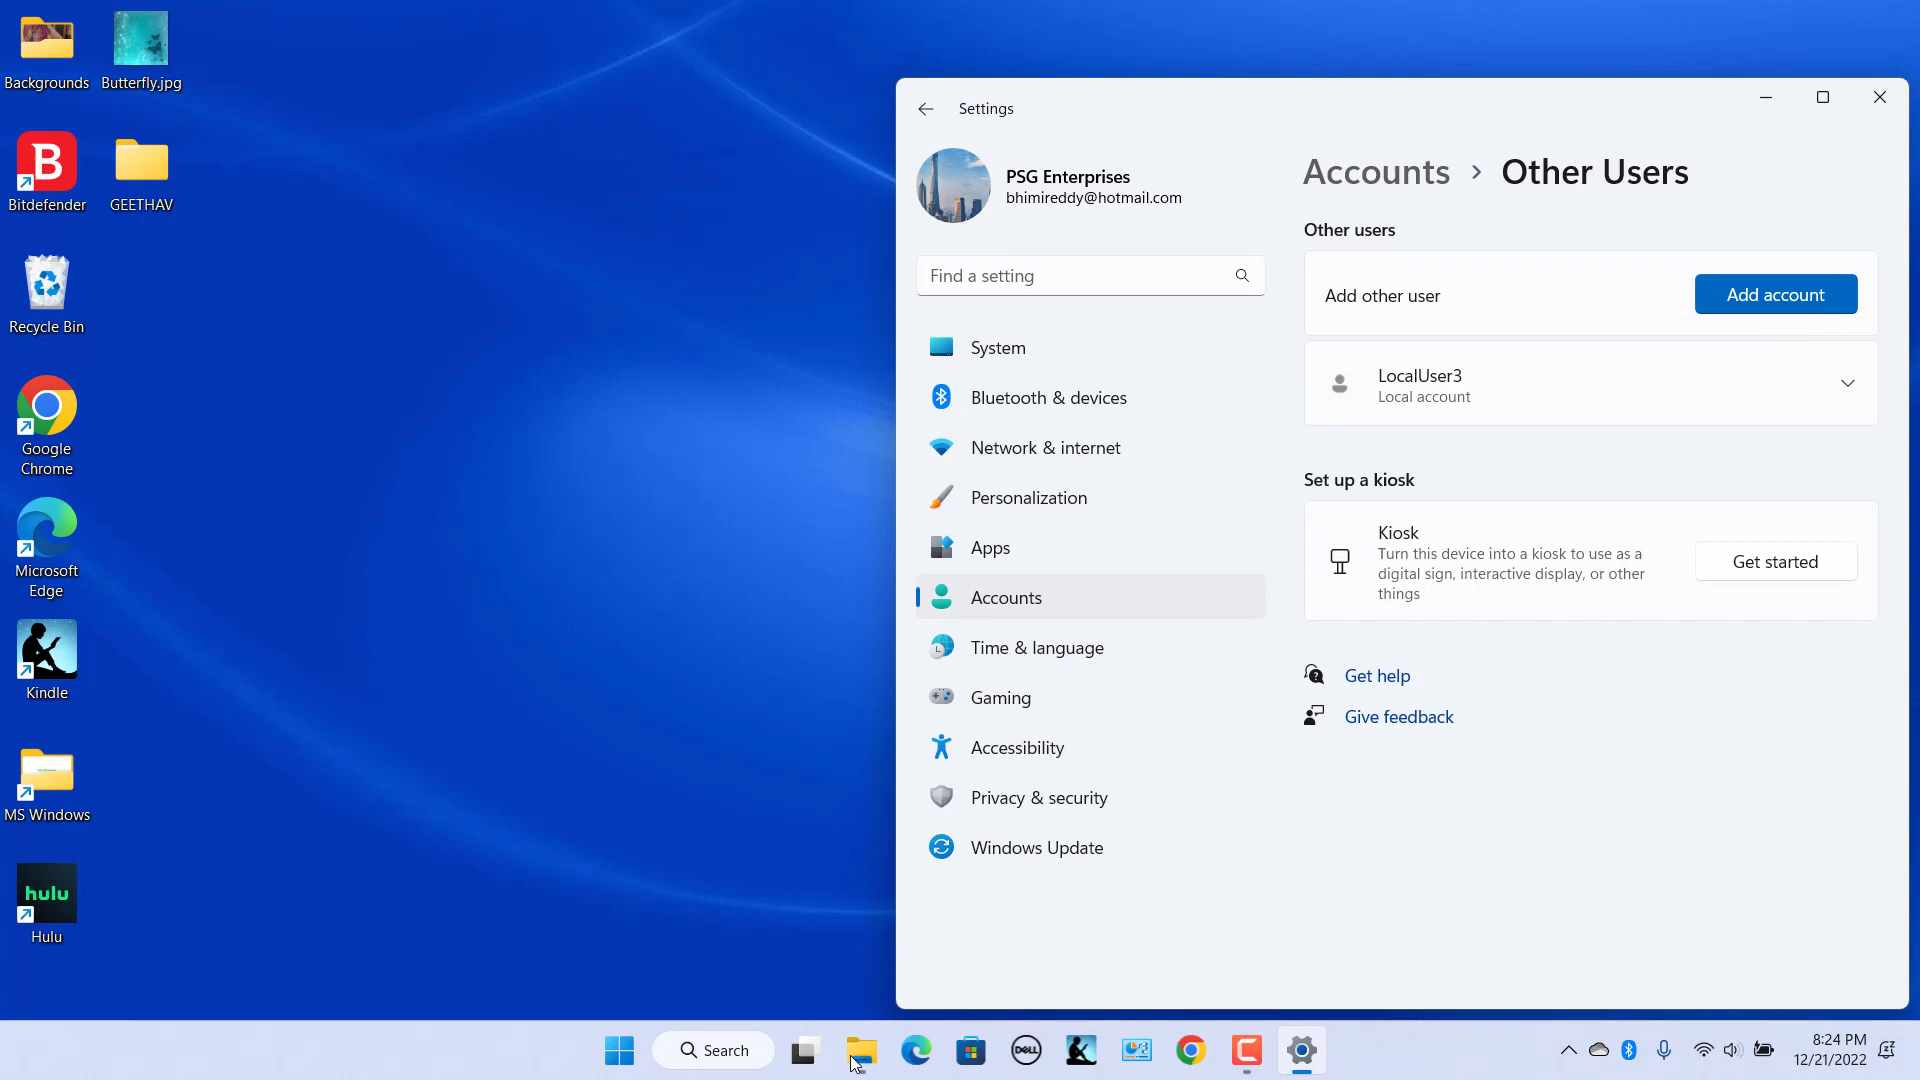 Backgrounds
Butterfly.jpg
Bitdefender
GEETHAV
Recycle Bin
Google
Chrome
Microsoft
Edge
Kindle
MS Windows
hulu
Hulu
Settings
PSG Enterprises
bhimireddy@hotmail.com
Find a setting
System
Bluetooth & devices
Network & internet
Personalization
Apps
Accounts
Time & language
Gaming
Accessibility
Privacy & security
Windows Update
Accounts > Other Users
Other users
Add other user
Add account
LocalUser3
Local account
Set up a kiosk
Kiosk
Turn this device into a kiosk to use as a
digital sign, interactive display, or other
things
Get started
Get help
Give feedback
Search
DELL
8:24 PM
12/21/2022